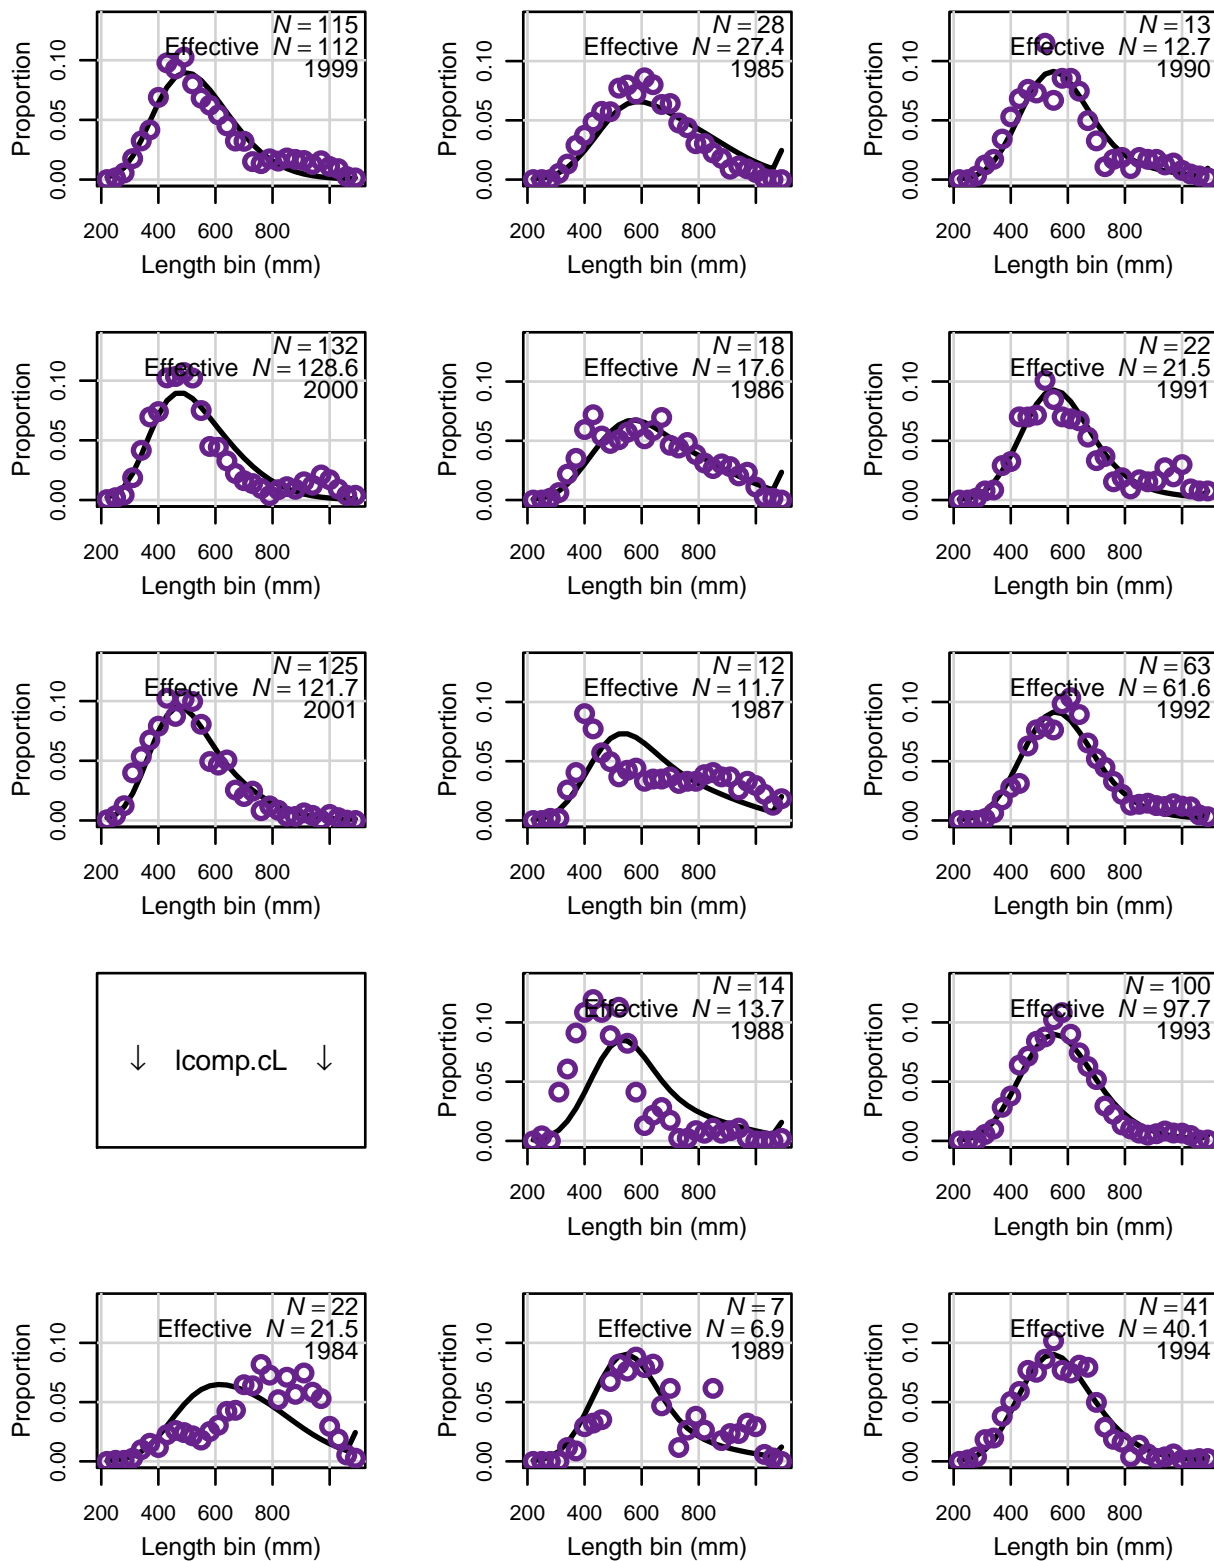 N = 115
Effective N = 112
1999
Proportion
0.00 0.05 0.10
200 400 600 800
Length bin (mm)
N = 28
Effective N = 27.4
1985
Proportion
0.00 0.05 0.10
200 400 600 800
Length bin (mm)
N = 13
Effective N = 12.7
1990
Proportion
0.00 0.05 0.10
200 400 600 800
Length bin (mm)
N = 132
Effective N = 128.6
2000
Proportion
0.00 0.05 0.10
200 400 600 800
Length bin (mm)
N = 18
Effective N = 17.6
1986
Proportion
0.00 0.05 0.10
200 400 600 800
Length bin (mm)
N = 22
Effective N = 21.5
1991
Proportion
0.00 0.05 0.10
200 400 600 800
Length bin (mm)
N = 125
Effective N = 121.7
2001
Proportion
0.00 0.05 0.10
200 400 600 800
Length bin (mm)
N = 12
Effective N = 11.7
1987
Proportion
0.00 0.05 0.10
200 400 600 800
Length bin (mm)
N = 63
Effective N = 61.6
1992
Proportion
0.00 0.05 0.10
200 400 600 800
Length bin (mm)
↓ lcomp.cL ↓
N = 14
Effective N = 13.7
1988
Proportion
0.00 0.05 0.10
200 400 600 800
Length bin (mm)
N = 100
Effective N = 97.7
1993
Proportion
0.00 0.05 0.10
200 400 600 800
Length bin (mm)
N = 22
Effective N = 21.5
1984
Proportion
0.00 0.05 0.10
200 400 600 800
Length bin (mm)
N = 7
Effective N = 6.9
1989
Proportion
0.00 0.05 0.10
200 400 600 800
Length bin (mm)
N = 41
Effective N = 40.1
1994
Proportion
0.00 0.05 0.10
200 400 600 800
Length bin (mm)